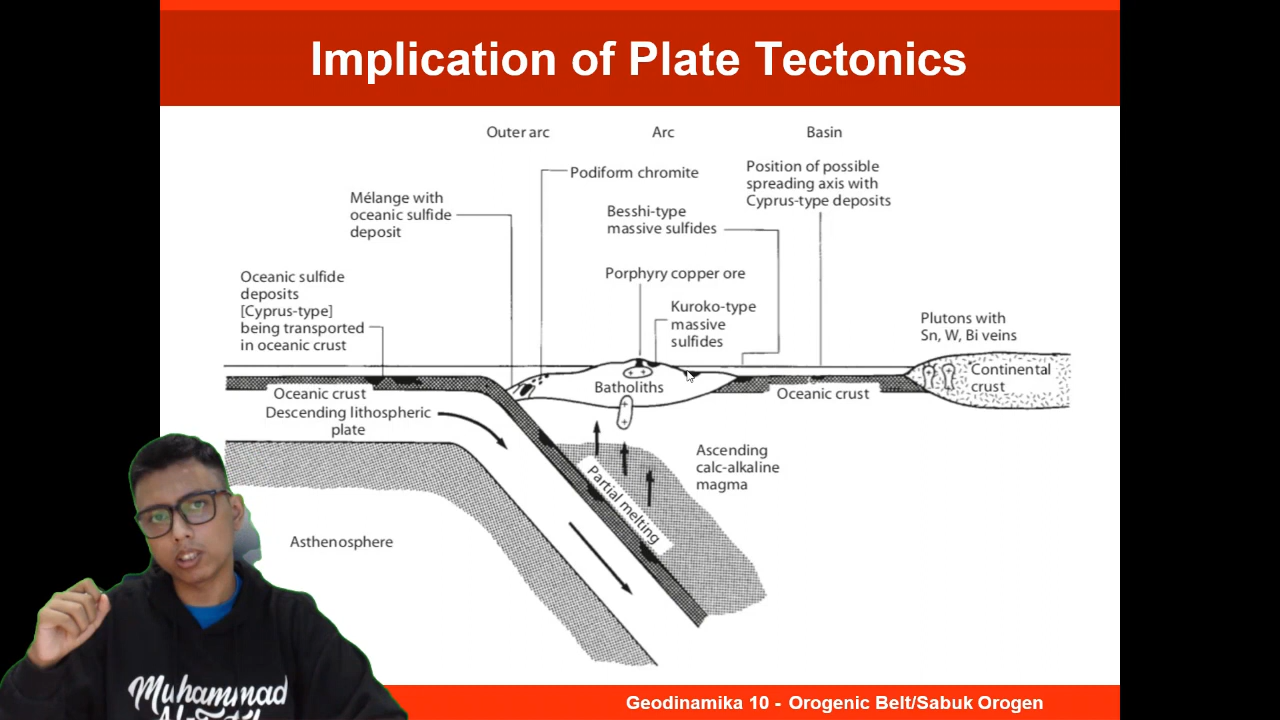 Implication of Plate Tectonics
Outer arc
Arc
Basin
Podiform chromite
Position of possible
spreading axis with
Cyprus-type deposits
Mélange with
oceanic sulfide
deposit
Besshi-type
massive sulfides
Porphyry copper ore
Oceanic sulfide
deposits
[Cyprus-type]
being transported
in oceanic crust
Kuroko-type
massive
sulfides
Plutons with
Sn, W, Bi veins
Continental
crust
Batholiths
Oceanic crust
Oceanic crust
Descending lithospheric
plate
Ascending
calc-alkaline
magma
Partial melting
Asthenosphere
Muhammad
Geodinamika 10 - Orogenic Belt/Sabuk Orogen